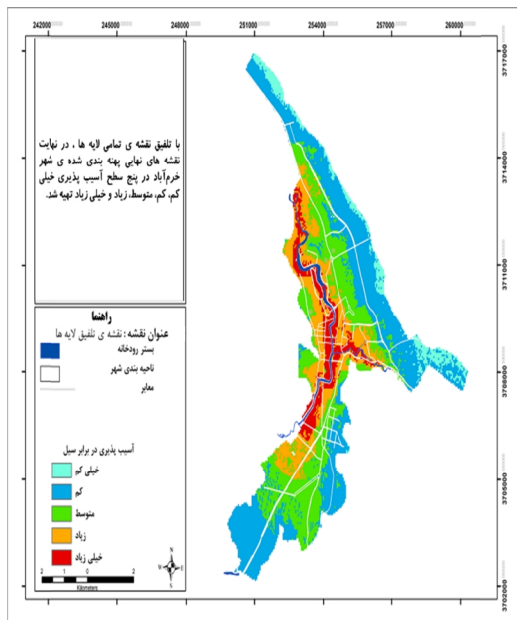 242000 245000 248000 251000 254000 257000 260000
3717000
3714000
3711000
3708000
3705000
3702000
با تلفیق نقشه ی تمامی لایه ها ، در نهایت
نقشه های نهایی پهنه بندی شده ی شهر
خرم‌آباد در پنج سطح آسیب پذیری خیلی
کم، کم، متوسط، زیاد و خیلی زیاد تهیه شد.
راهنما
عنوان نقشه : نقشه ی تلفیق لایه ها
بستر رودخانه
ناحیه بندی شهر
معابر
آسیب پذیری در برابر سیل
خیلی کم
کم
متوسط
زیاد
خیلی زیاد
N
W E
S
2 1 0 2
Kilometers